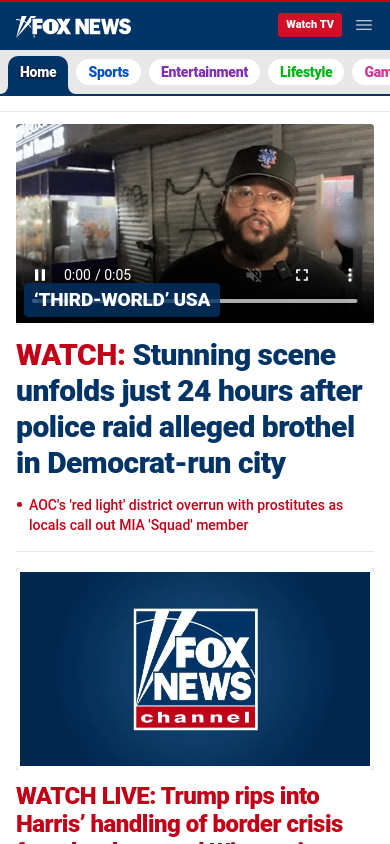 FOX NEWS
Watch TV
Home
Sports
Entertainment
Lifestyle
Gam
0:00 / 0:05
‘THIRD-WORLD’ USA
WATCH: Stunning scene
unfolds just 24 hours after
police raid alleged brothel
in Democrat-run city
AOC's 'red light' district overrun with prostitutes as
locals call out MIA 'Squad' member
FOX
NEWS
channel
WATCH LIVE: Trump rips into
Harris’ handling of border crisis